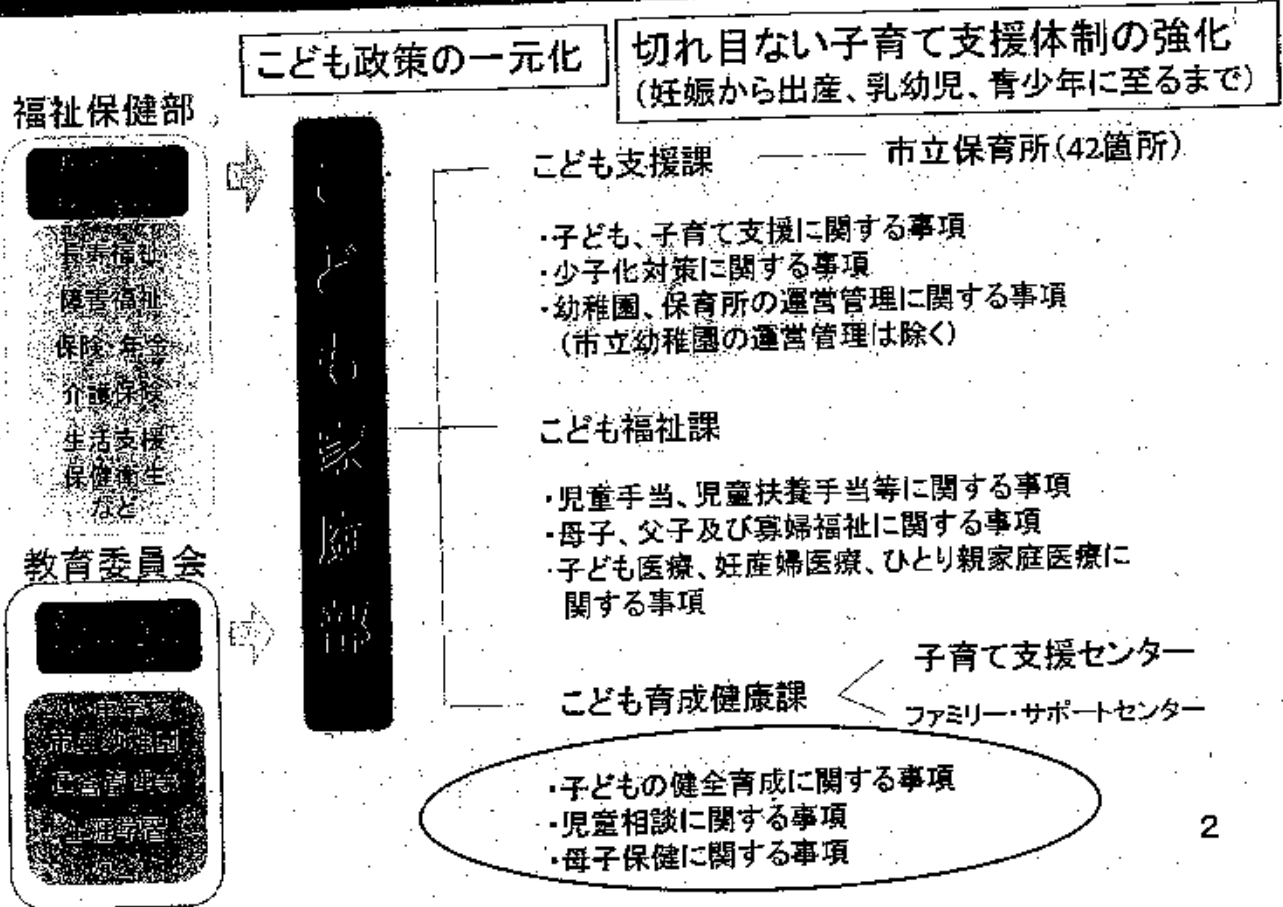 こども政策の一元化
切れ目ない子育て支援体制の強化
(妊娠から出産、乳幼児、青少年に至るまで)
福祉保健部
長寿福祉
障害福祉
保険・年金
介護保険
生活支援
保健衛生
など
教育委員会
こども家庭部
こども支援課
市立保育所(42箇所)
・子ども、子育て支援に関する事項
・少子化対策に関する事項
・幼稚園、保育所の運営管理に関する事項
(市立幼稚園の運営管理は除く)
こども福祉課
・児童手当、児童扶養手当等に関する事項
・母子、父子及び寡婦福祉に関する事項
・子ども医療、妊産婦医療、ひとり親家庭医療に
関する事項
こども育成健康課
子育て支援センター
ファミリー・サポートセンター
・子どもの健全育成に関する事項
・児童相談に関する事項
・母子保健に関する事項
2